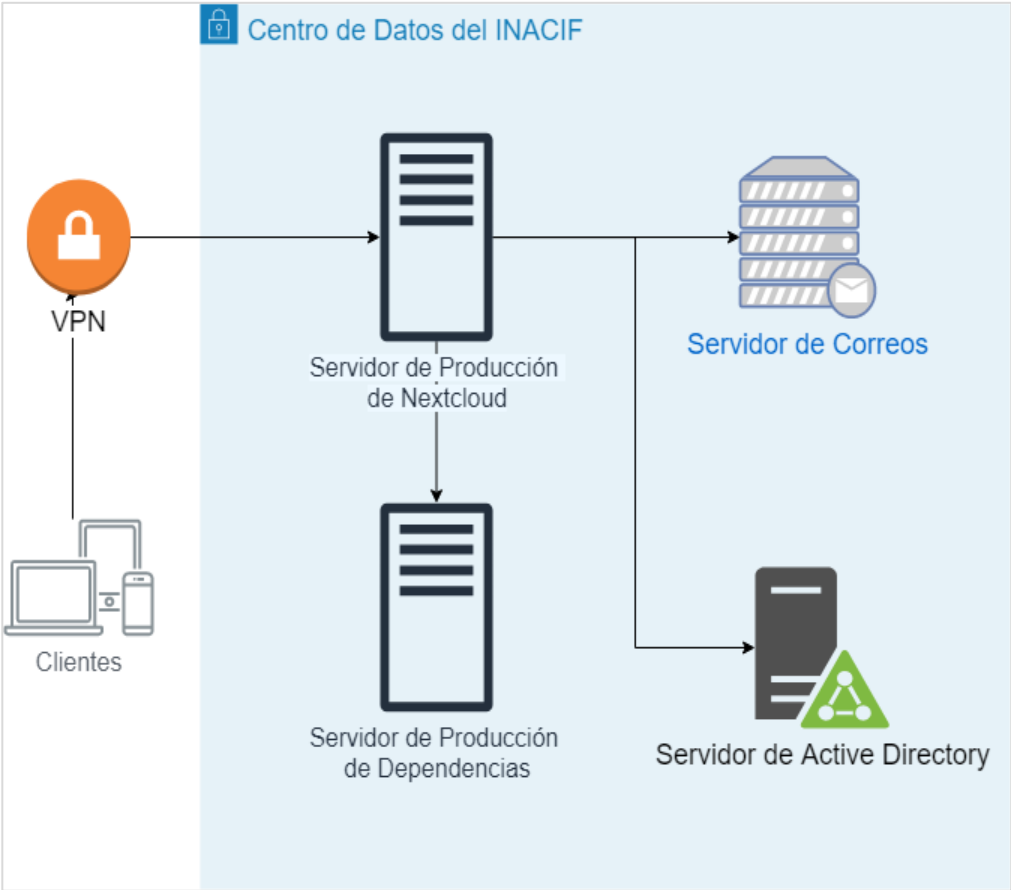 Centro de Datos del INACIF
VPN
Servidor de Producción
de Nextcloud
Servidor de Correos
Clientes
Servidor de Producción
de Dependencias
Servidor de Active Directory